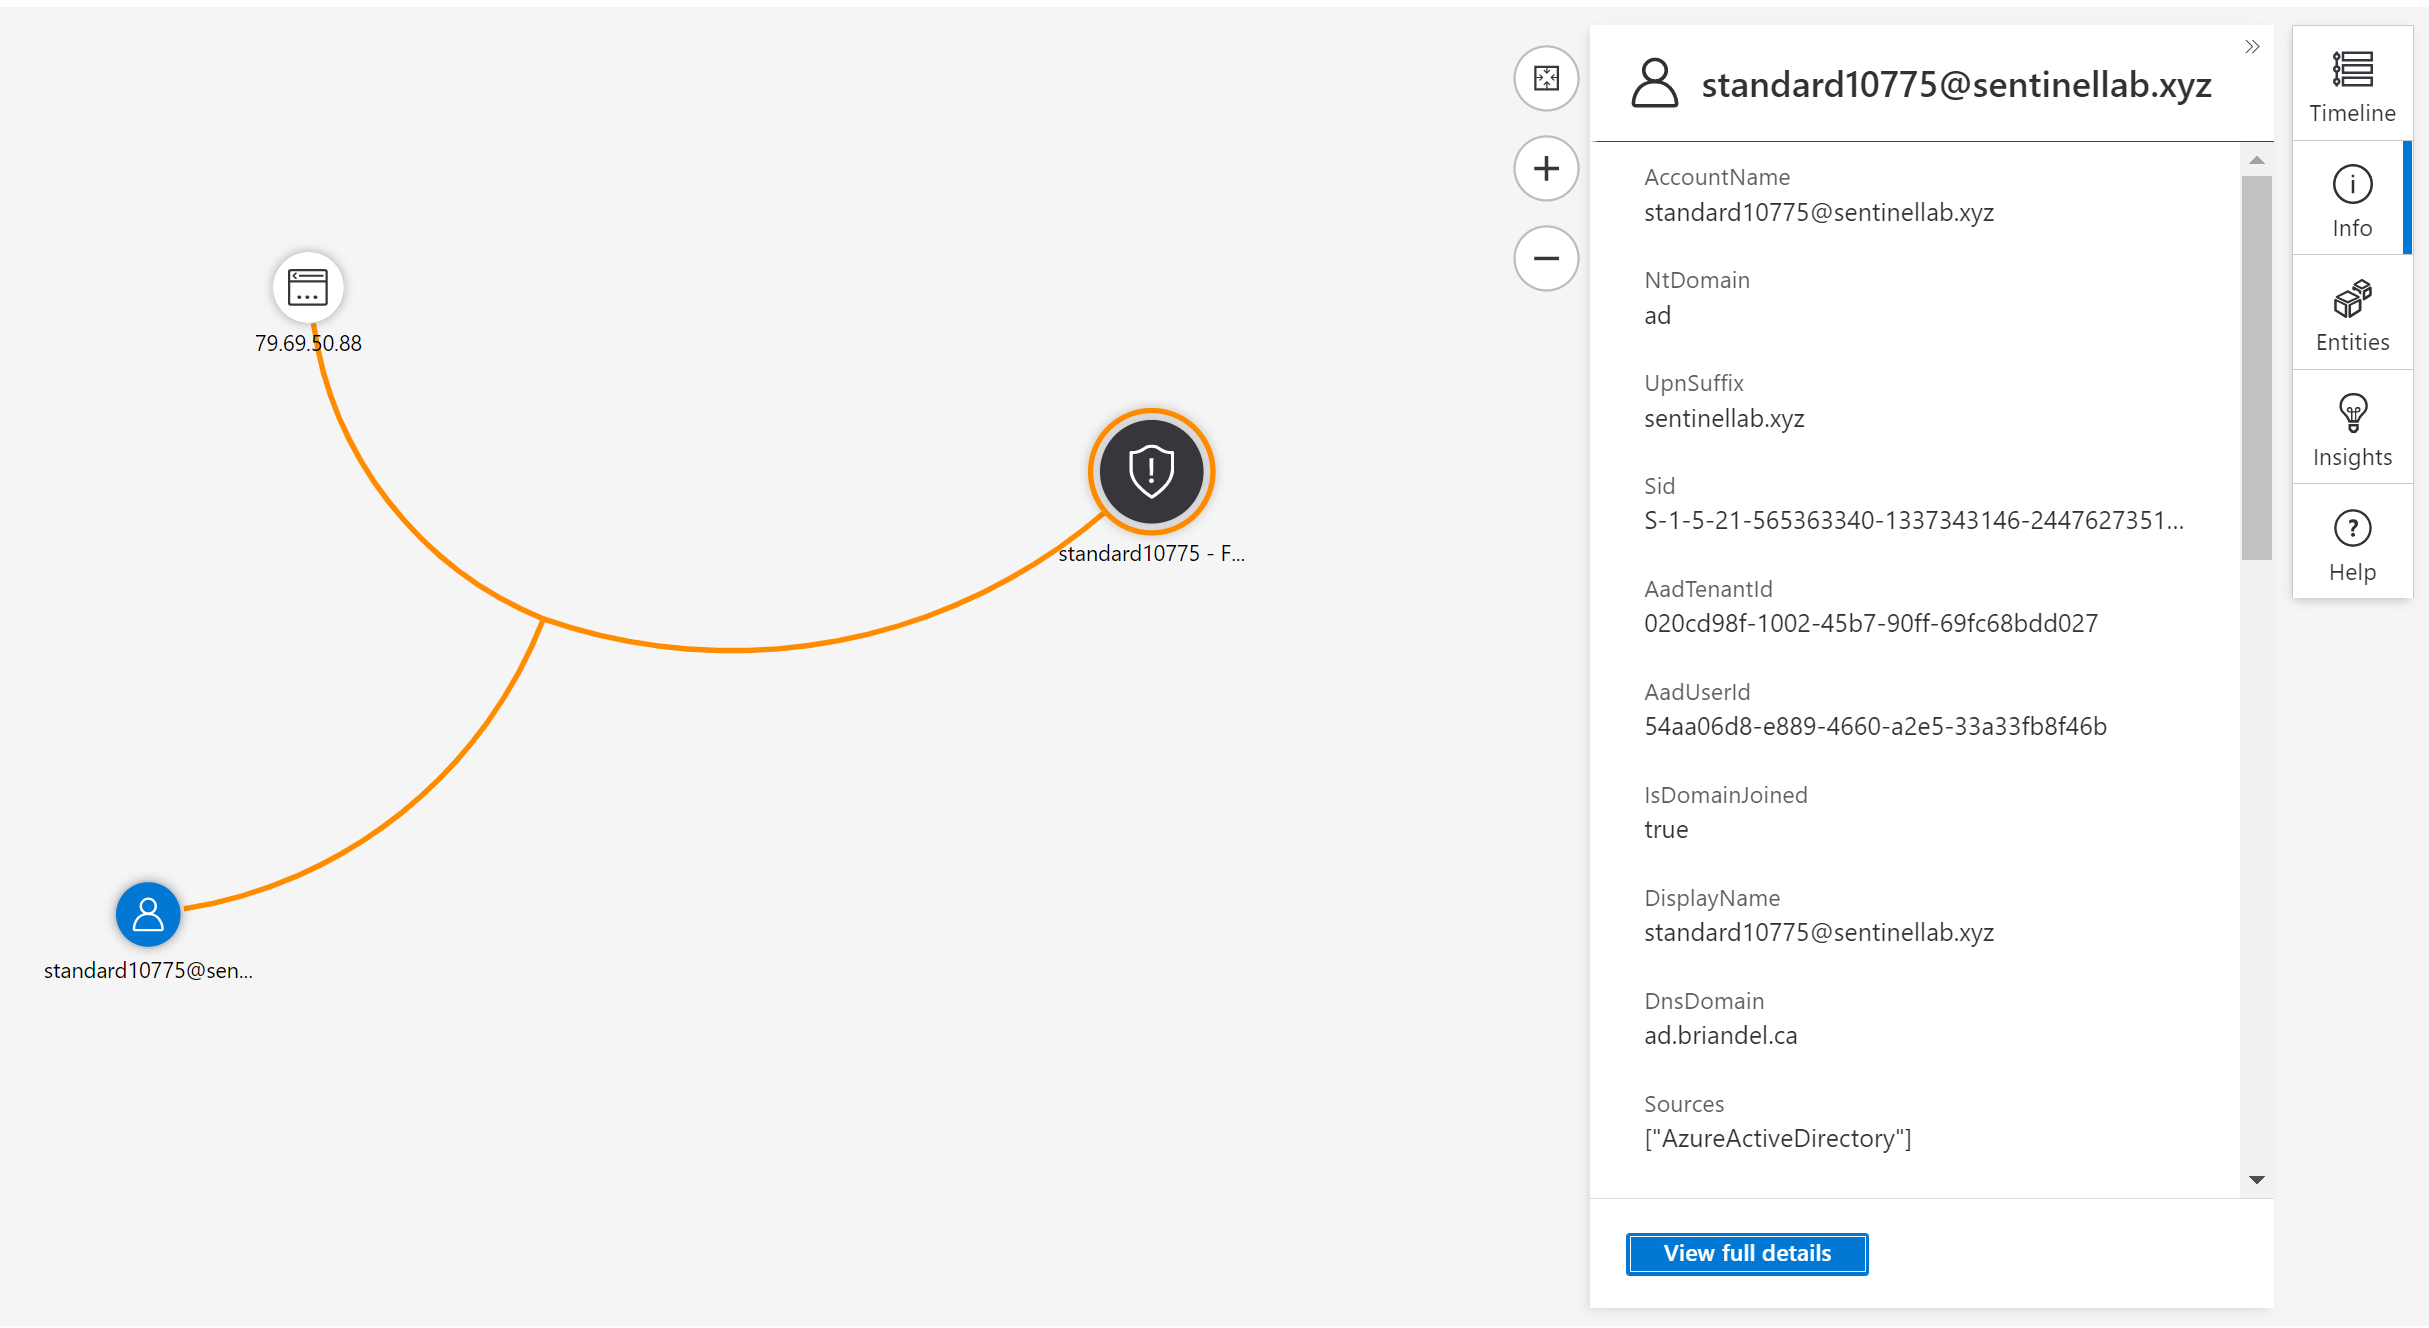 79.69.50.88
standard10775 - F...
standard10775@sen...
standard10775@sentinellab.xyz
AccountName
standard10775@sentinellab.xyz
NtDomain
ad
UpnSuffix
sentinellab.xyz
Sid
S-1-5-21-565363340-1337343146-2447627351...
AadTenantId
020cd98f-1002-45b7-90ff-69fc68bdd027
AadUserId
54aa06d8-e889-4660-a2e5-33a33fb8f46b
IsDomainJoined
true
DisplayName
standard10775@sentinellab.xyz
DnsDomain
ad.briandel.ca
Sources
["AzureActiveDirectory"]
View full details
Timeline
Info
Entities
Insights
Help